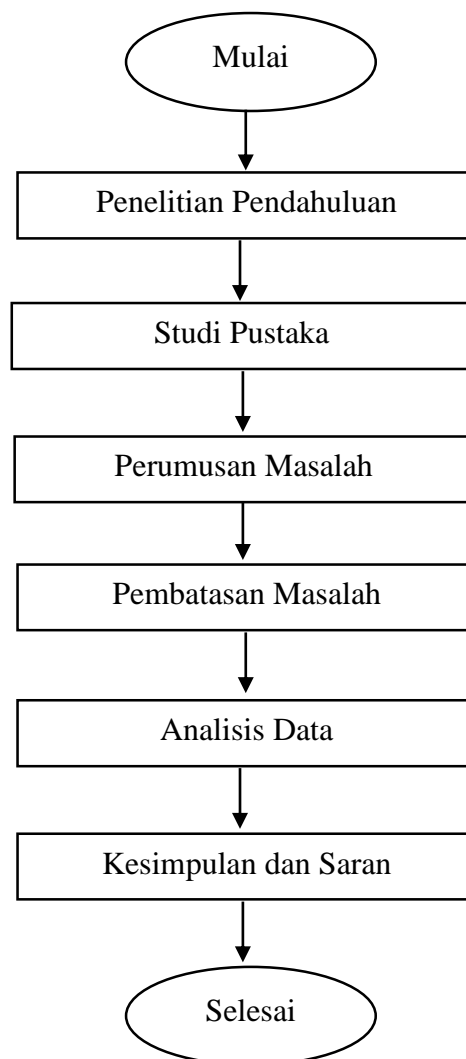 Mulai
Penelitian Pendahuluan
Studi Pustaka
Perumusan Masalah
Pembatasan Masalah
Analisis Data
Kesimpulan dan Saran
Selesai